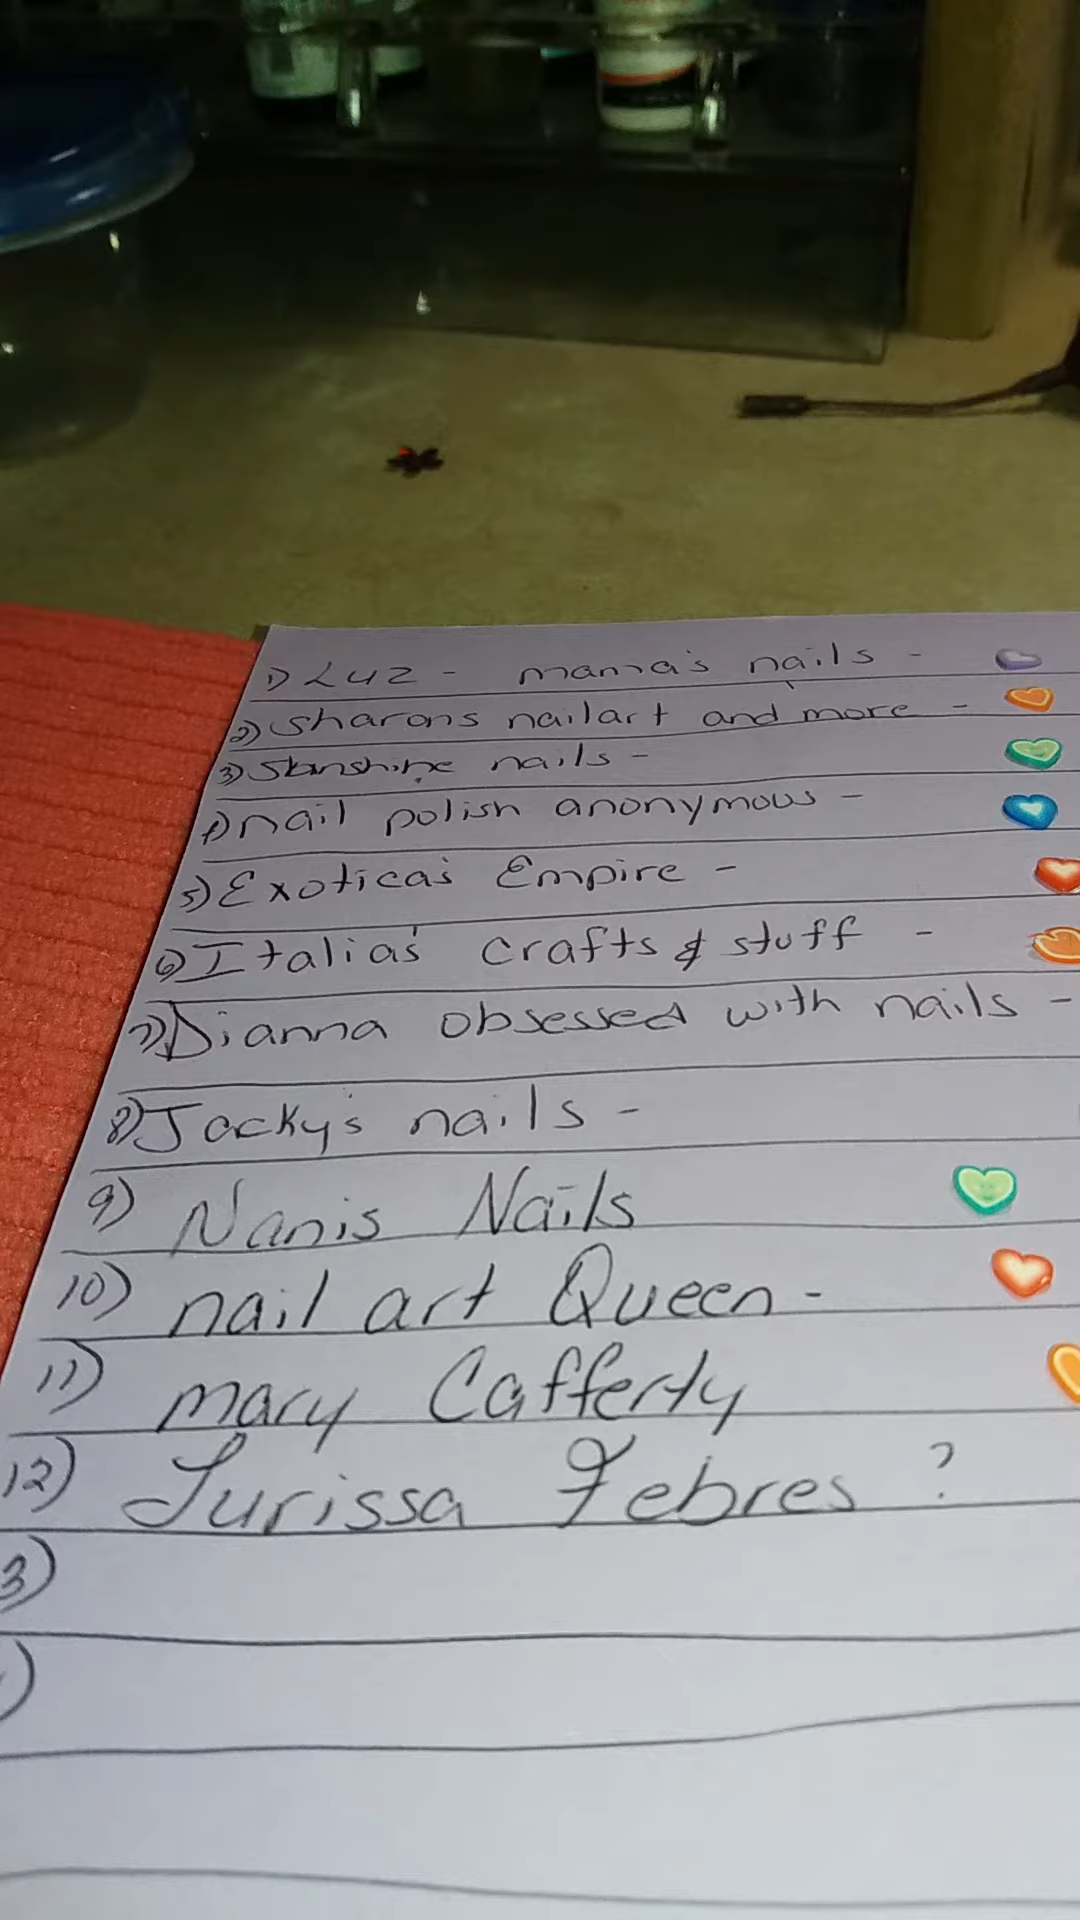 1) Luz - mama's nails -
2) Sharons nailart and more -
3) Sunshine nails -
4) nail polish anonymous -
5) Exotica's Empire -
6) Italia's crafts & stuff -
7) Dianna obsessed with nails -
8) Jacky's nails -
9) Nanis Nails
10) nail art Queen -
11) mary Cafferty
12) Jurissa Febres ?
3)
)